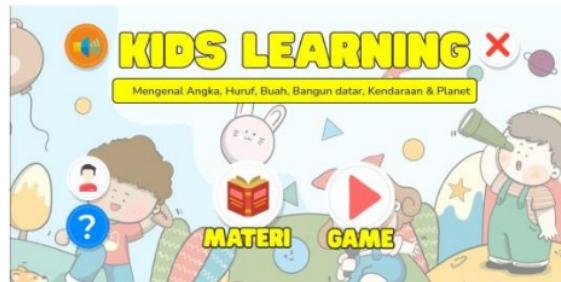 KIDS LEARNING
Mengenal Angka, Huruf, Buah, Bangun datar, Kendaraan & Planet
?
MATERI GAME